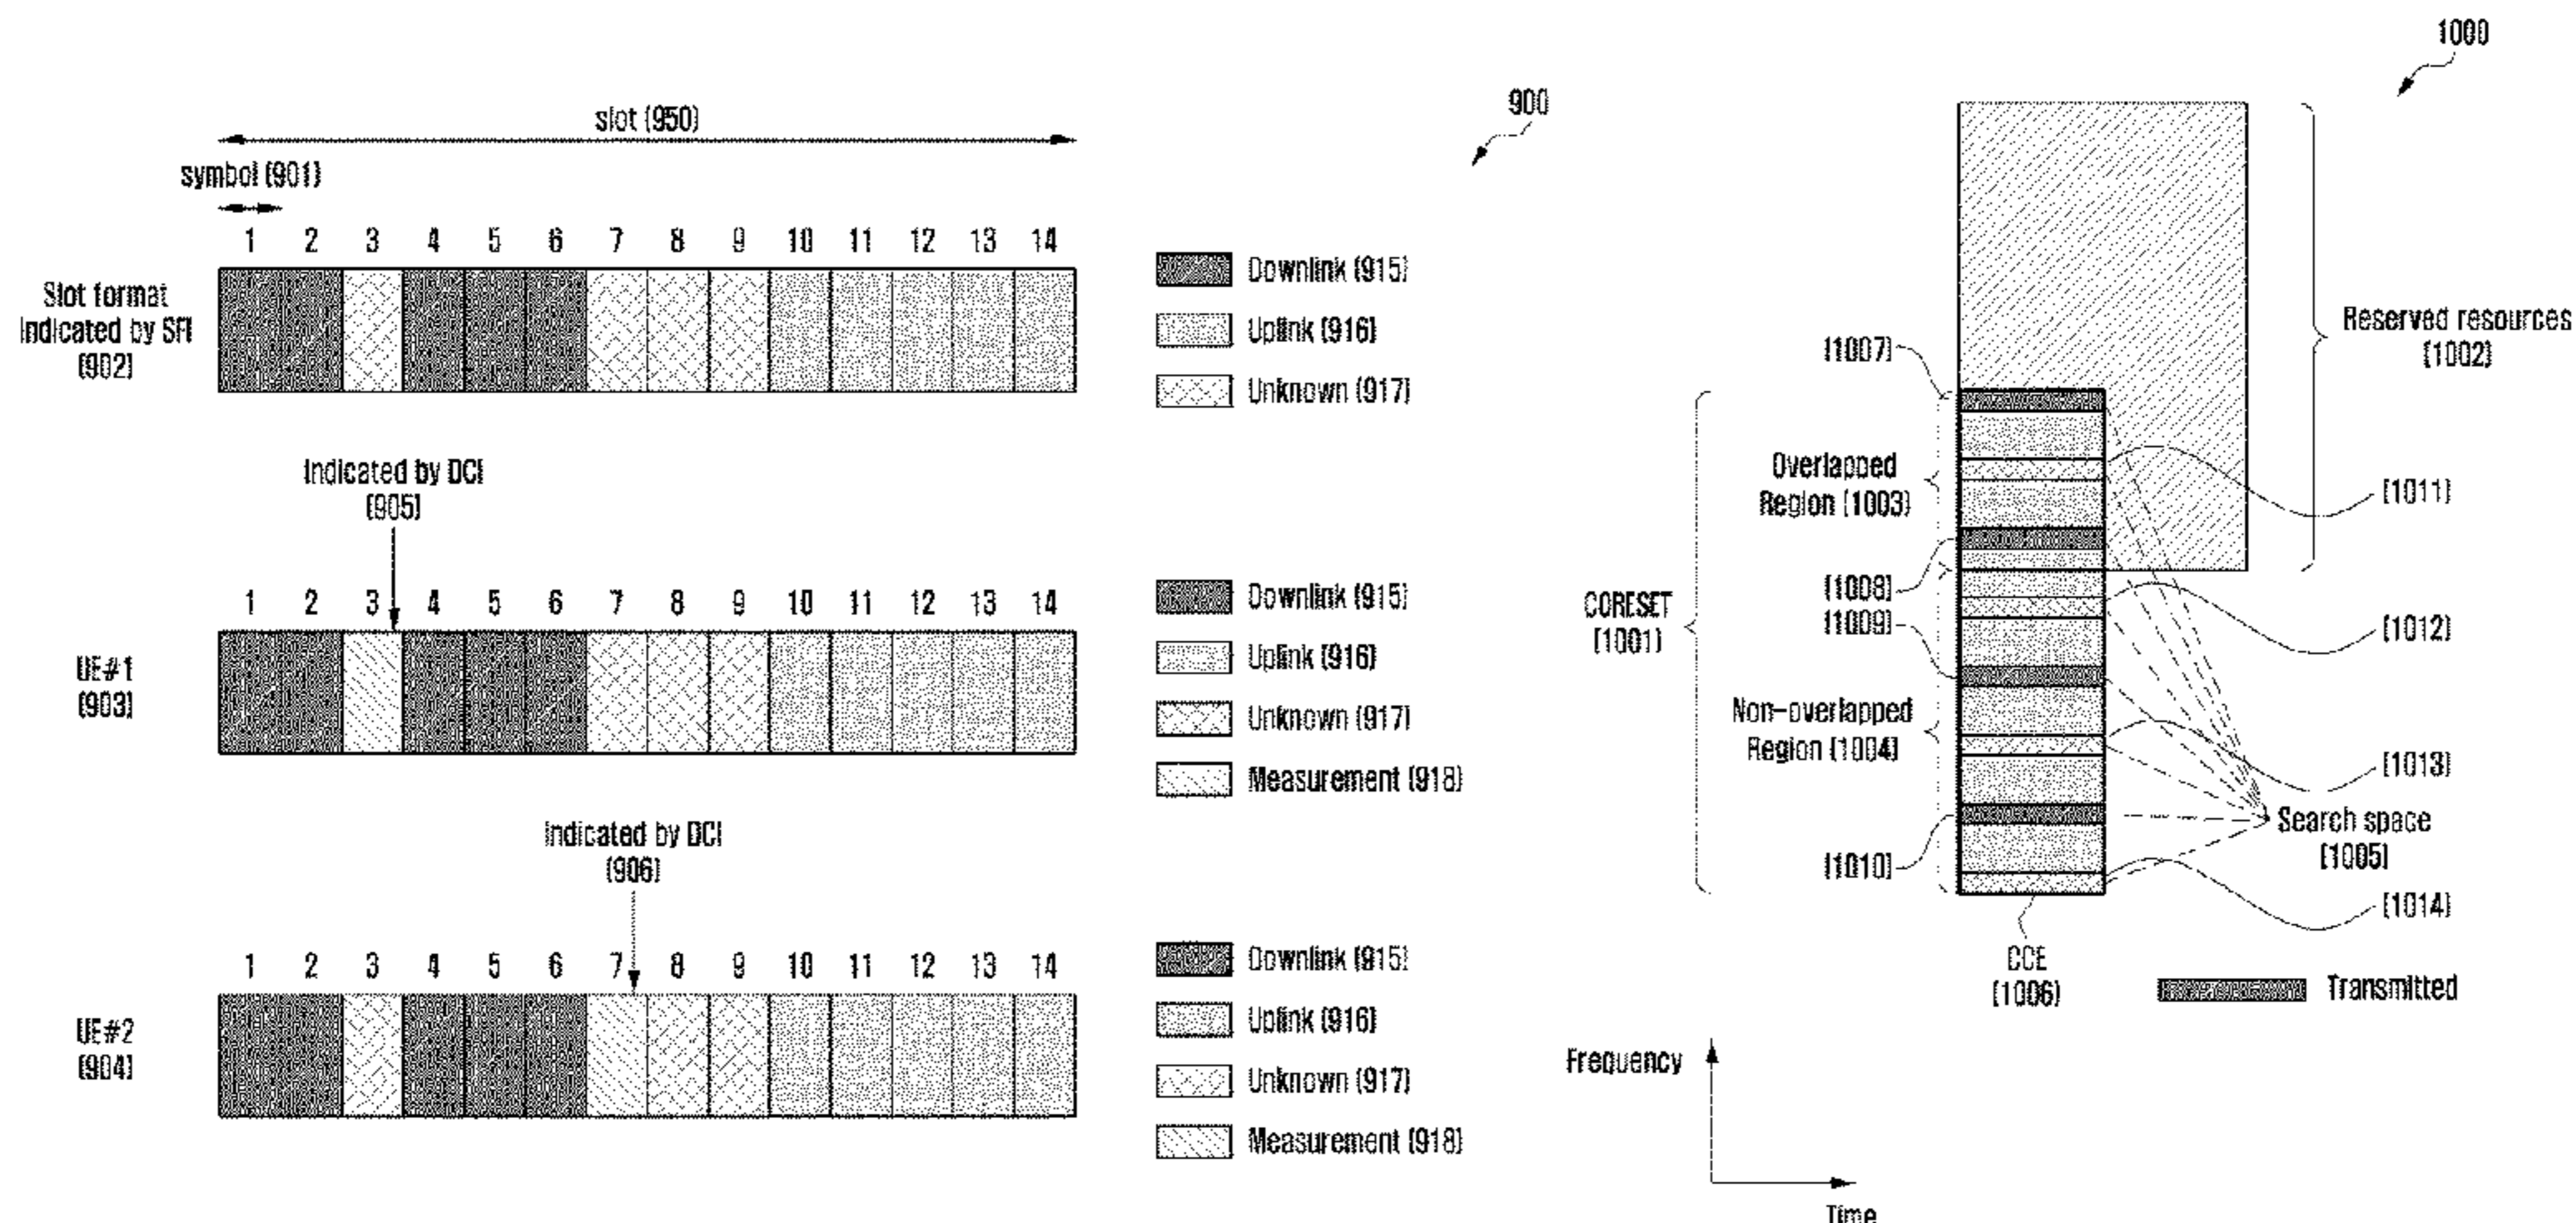 900
slot (950)
symbol (901)
1 2 3 4 5 6 7 8 9 10 11 12 13 14
Slot format
indicated by SFI
(902)
Downlink (915)
Uplink (916)
Unknown (917)
Indicated by DCI
(905)
1 2 3 4 5 6 7 8 9 10 11 12 13 14
UE#1
(903)
Downlink (915)
Uplink (916)
Unknown (917)
Measurement (918)
Indicated by DCI
(906)
1 2 3 4 5 6 7 8 9 10 11 12 13 14
UE#2
(904)
Downlink (915)
Uplink (916)
Unknown (917)
Measurement (918)
1000
Reserved resources
(1002)
(1007)
Overlapped
Region (1003)
(1011)
(1008)
CORESET
(1001)
(1009)
(1012)
Non-overlapped
Region (1004)
(1013)
Search space
(1005)
(1010)
(1014)
CCE
(1006)
Transmitted
Frequency
Time